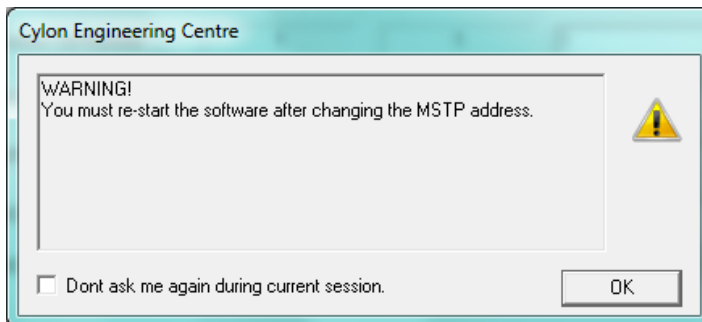 Cylon Engineering Centre
WARNING!
You must re-start the software after changing the MSTP address.
Dont ask me again during current session.
OK